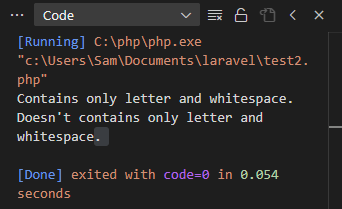 Code
[Running] C:\php\php.exe
"c:\Users\Sam\Documents\laravel\test2.
php"
Contains only letter and whitespace.
Doesn't contains only letter and
whitespace.
[Done] exited with code=0 in 0.054
seconds